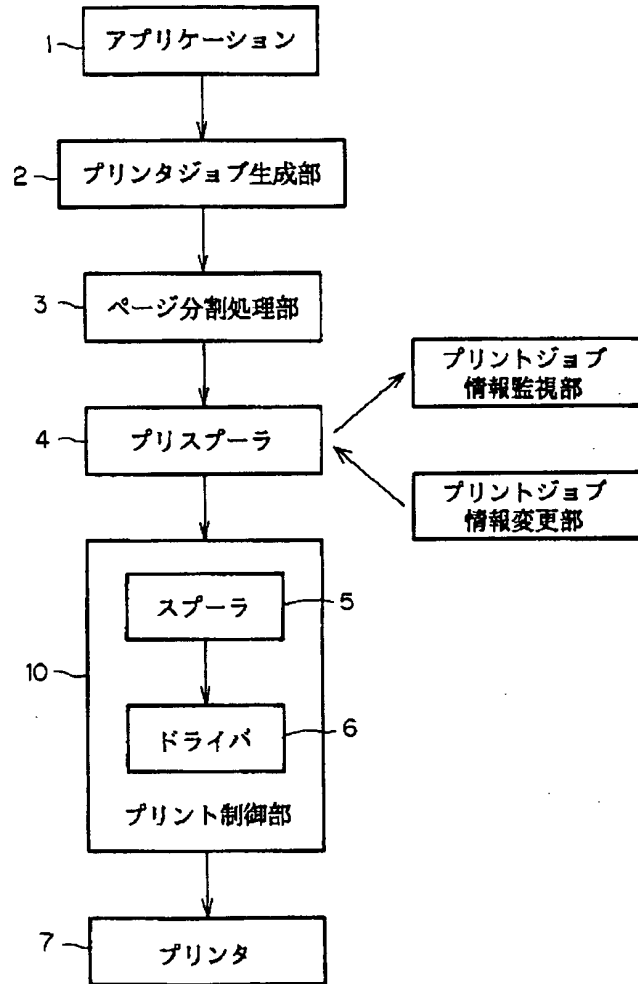 1
アプリケーション
2
プリンタジョブ生成部
3
ページ分割処理部
プリントジョブ
情報監視部
4
プリスプーラ
プリントジョブ
情報変更部
スプーラ
5
10
ドライバ
6
プリント制御部
7
プリンタ